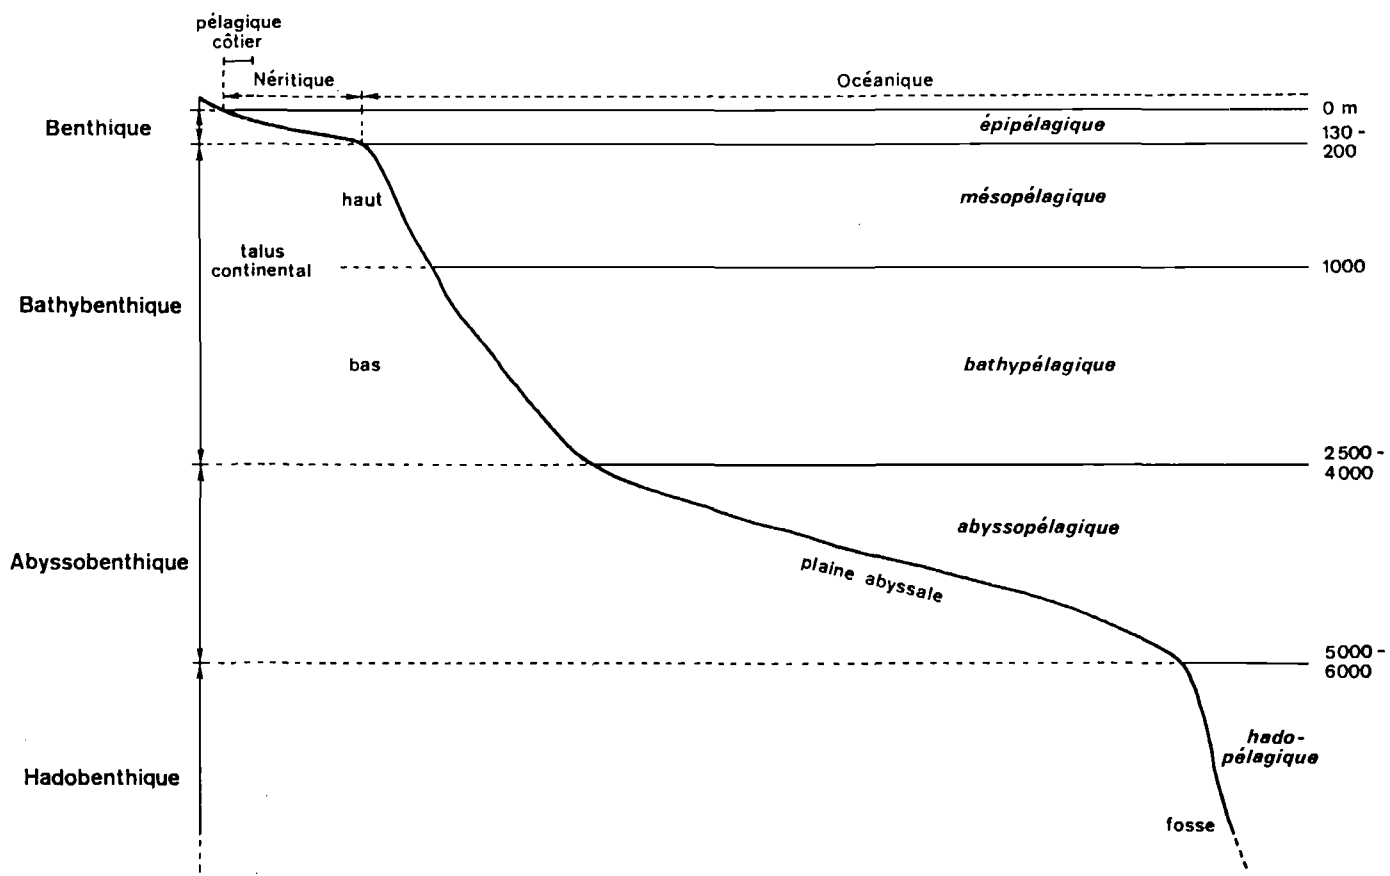 pélagique
côtier
Néritique
Océanique
0 m
Benthique
épipélagique
130 -
200
haut
mésopélagique
talus
continental
1000
Bathybenthique
bas
bathypélagique
2500 -
4000
abyssopélagique
Abyssobenthique
plaine abyssale
5000 -
6000
hado-
pélagique
Hadobenthique
fosse